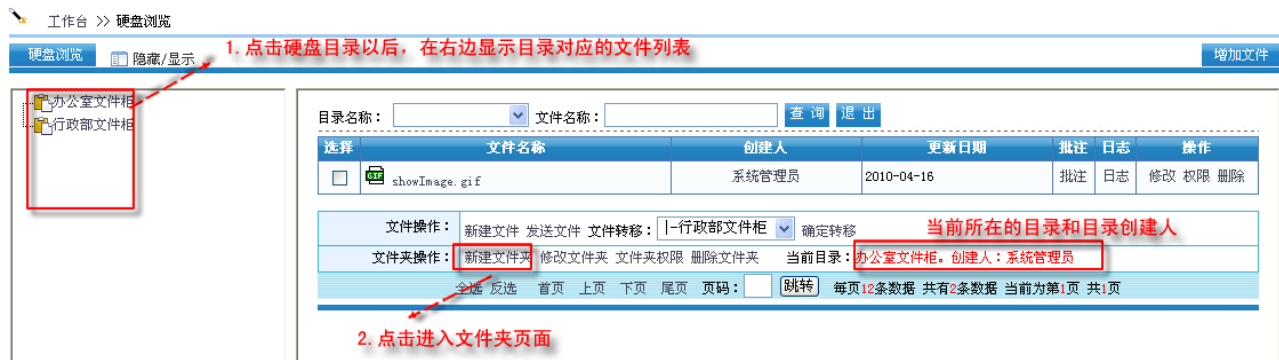 工作台 >> 硬盘浏览
硬盘浏览 隐藏/显示 1.点击硬盘目录以后，在右边显示目录对应的文件列表 增加文件
办公室文件柜
行政部文件柜
目录名称： 文件名称： 查 询 退 出
选择 文件名称 创建人 更新日期 批注 日志 操作
GIF showImage.gif 系统管理员 2010-04-16 批注 日志 修改 权限 删除
文件操作： 新建文件 发送文件 文件转移： |-行政部文件柜 确定转移 当前所在的目录和目录创建人
文件夹操作： 新建文件夹 修改文件夹 文件夹权限 删除文件夹 当前目录：办公室文件柜。创建人：系统管理员
全选 反选 首页 上页 下页 尾页 页码： 跳转 每页12条数据 共有2条数据 当前为第1页 共1页
2.点击进入文件夹页面